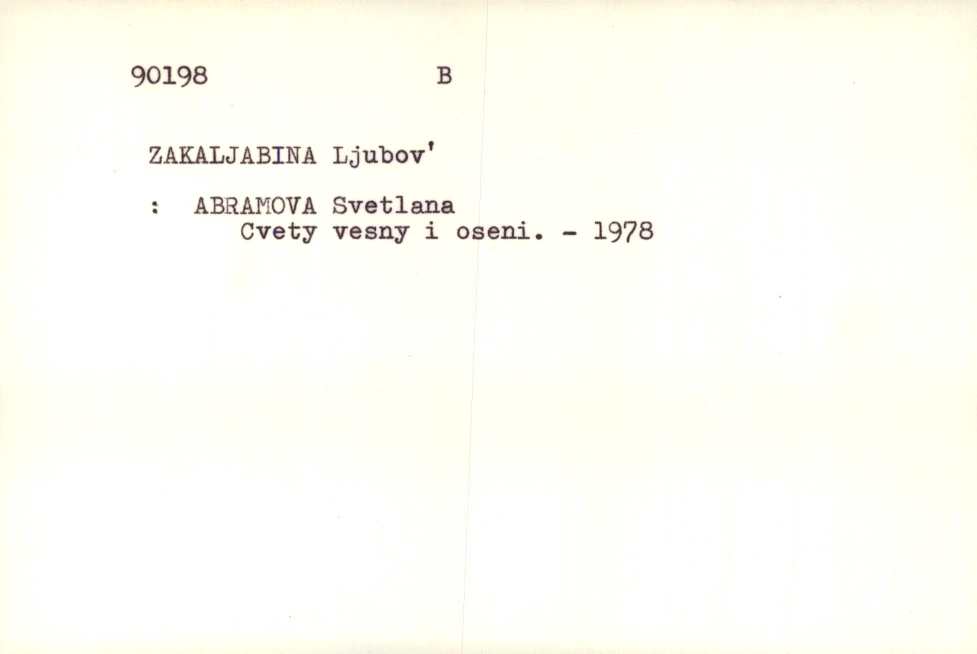 90198 B
ZAKALJABINA Ljubov'
: ABRAMOVA Svetlana
Cvety vesny i oseni. - 1978